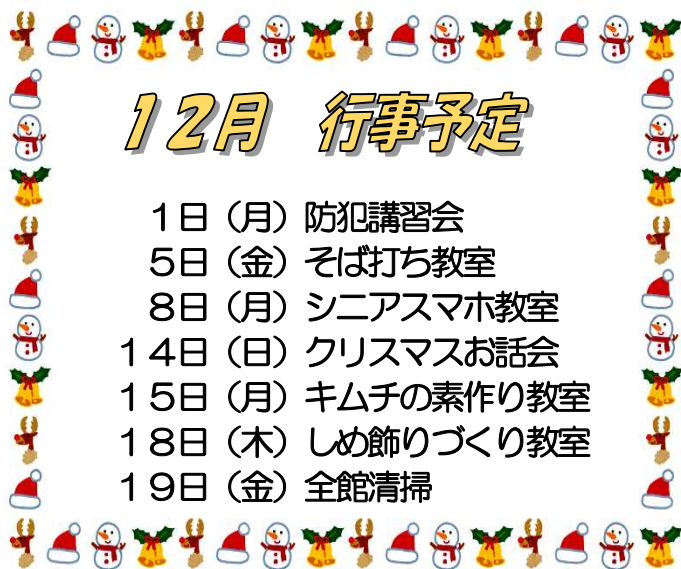 １２月　行事予定
１日（月）防犯講習会
５日（金）そば打ち教室
８日（月）シニアスマホ教室
１４日（日）クリスマスお話会
１５日（月）キムチの素作り教室
１８日（木）しめ飾りづくり教室
１９日（金）全館清掃